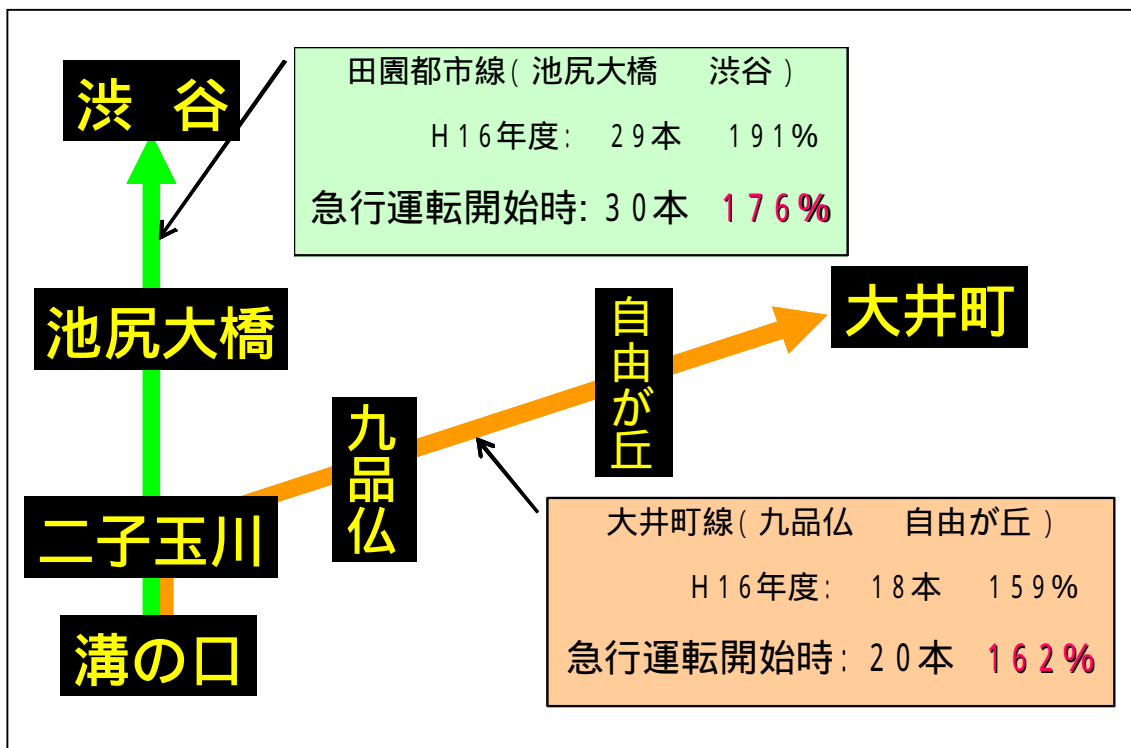 渋 谷
田園都市線(池尻大橋 渋谷)
H16年度: 29本 191%
急行運転開始時: 30本 176%
池尻大橋
自由が丘
大井町
九品仏
二子玉川
大井町線(九品仏 自由が丘)
H16年度: 18本 159%
急行運転開始時: 20本 162%
溝の口